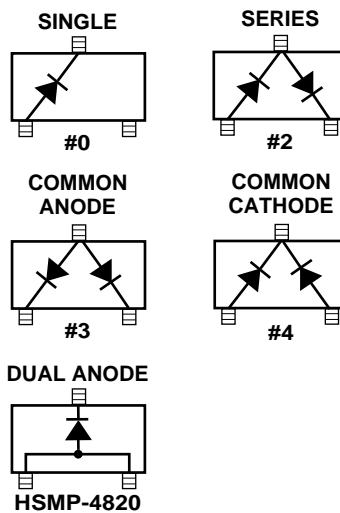 SINGLE
SERIES
#0
#2
COMMON
ANODE
COMMON
CATHODE
#3
#4
DUAL ANODE
HSMP-4820